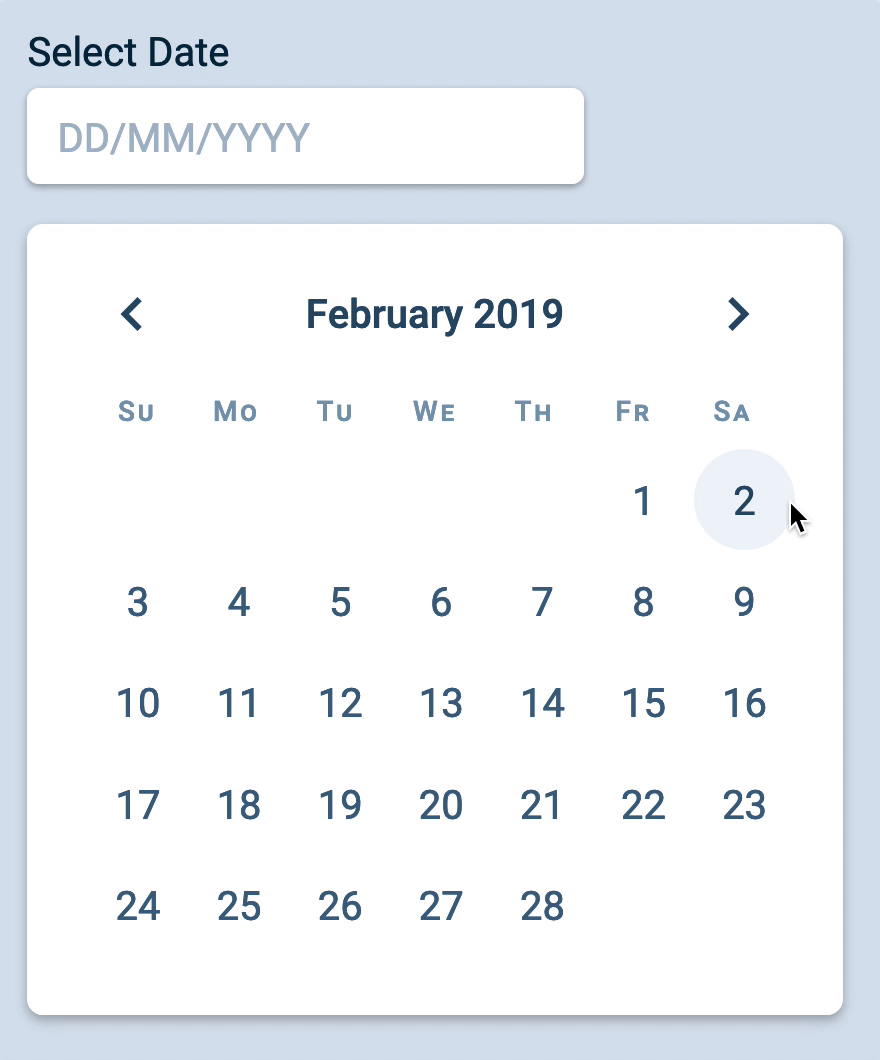 Select Date
DD/MM/YYYY
February 2019
Su Mo Tu We Th Fr Sa
1 2
3 4 5 6 7 8 9
10 11 12 13 14 15 16
17 18 19 20 21 22 23
24 25 26 27 28